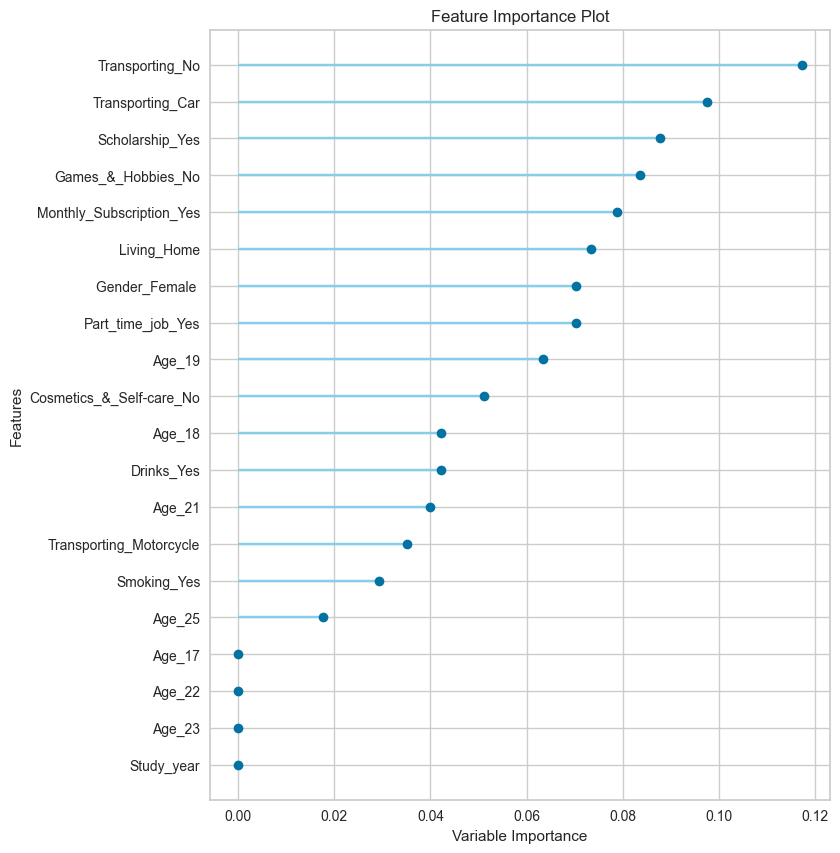 Feature Importance Plot
Transporting_No
Transporting_Car
Scholarship_Yes
Games_&_Hobbies_No
Monthly_Subscription_Yes
Living_Home
Gender_Female
Part_time_job_Yes
Age_19
Cosmetics_&_Self-care_No
Age_18
Drinks_Yes
Age_21
Transporting_Motorcycle
Smoking_Yes
Age_25
Age_17
Age_22
Age_23
Study_year
Features
0.00 0.02 0.04 0.06 0.08 0.10 0.12
Variable Importance